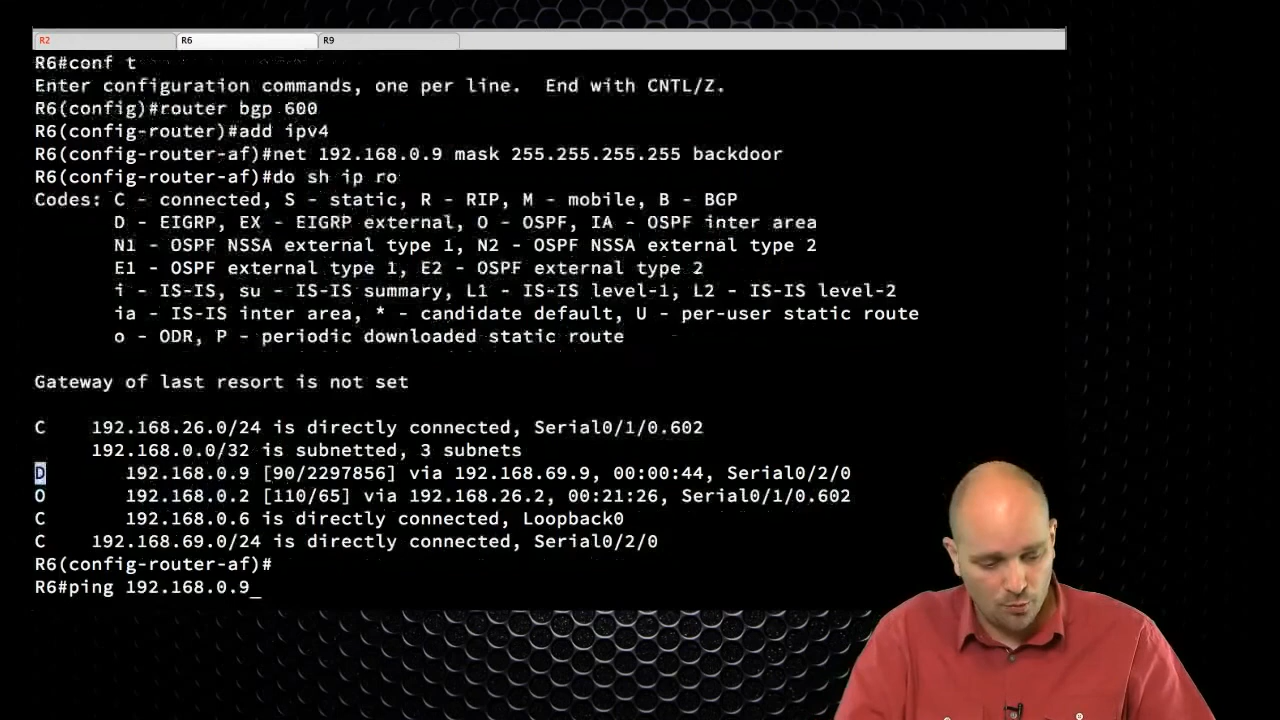 R2 R6 R9
R6#conf t
Enter configuration commands, one per line.  End with CNTL/Z.
R6(config)#router bgp 600
R6(config-router)#add ipv4
R6(config-router-af)#net 192.168.0.9 mask 255.255.255.255 backdoor
R6(config-router-af)#do sh ip ro
Codes: C - connected, S - static, R - RIP, M - mobile, B - BGP
D - EIGRP, EX - EIGRP external, O - OSPF, IA - OSPF inter area
N1 - OSPF NSSA external type 1, N2 - OSPF NSSA external type 2
E1 - OSPF external type 1, E2 - OSPF external type 2
i - IS-IS, su - IS-IS summary, L1 - IS-IS level-1, L2 - IS-IS level-2
ia - IS-IS inter area, * - candidate default, U - per-user static route
o - ODR, P - periodic downloaded static route
Gateway of last resort is not set
C    192.168.26.0/24 is directly connected, Serial0/1/0.602
192.168.0.0/32 is subnetted, 3 subnets
D       192.168.0.9 [90/2297856] via 192.168.69.9, 00:00:44, Serial0/2/0
O       192.168.0.2 [110/65] via 192.168.26.2, 00:21:26, Serial0/1/0.602
C       192.168.0.6 is directly connected, Loopback0
C    192.168.69.0/24 is directly connected, Serial0/2/0
R6(config-router-af)#
R6#ping 192.168.0.9_